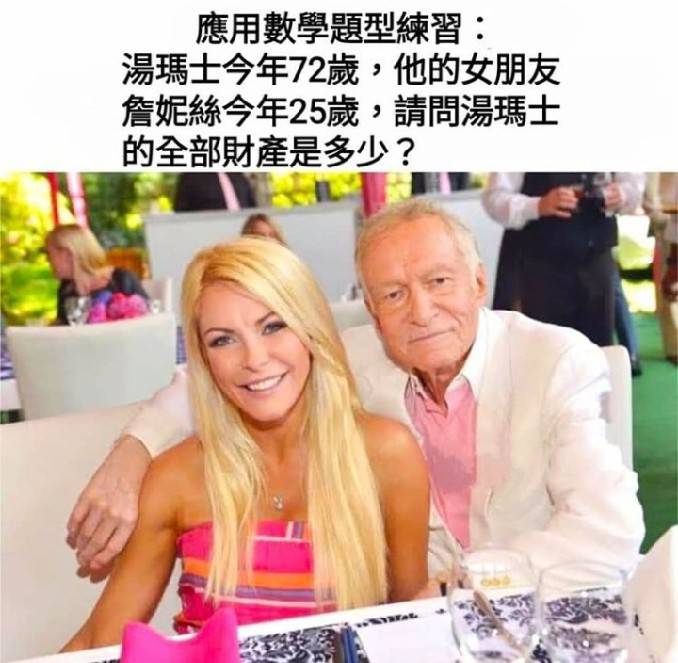 應用數學題型練習：
湯瑪士今年72歲，他的女朋友
詹妮絲今年25歲，請問湯瑪士
的全部財產是多少？